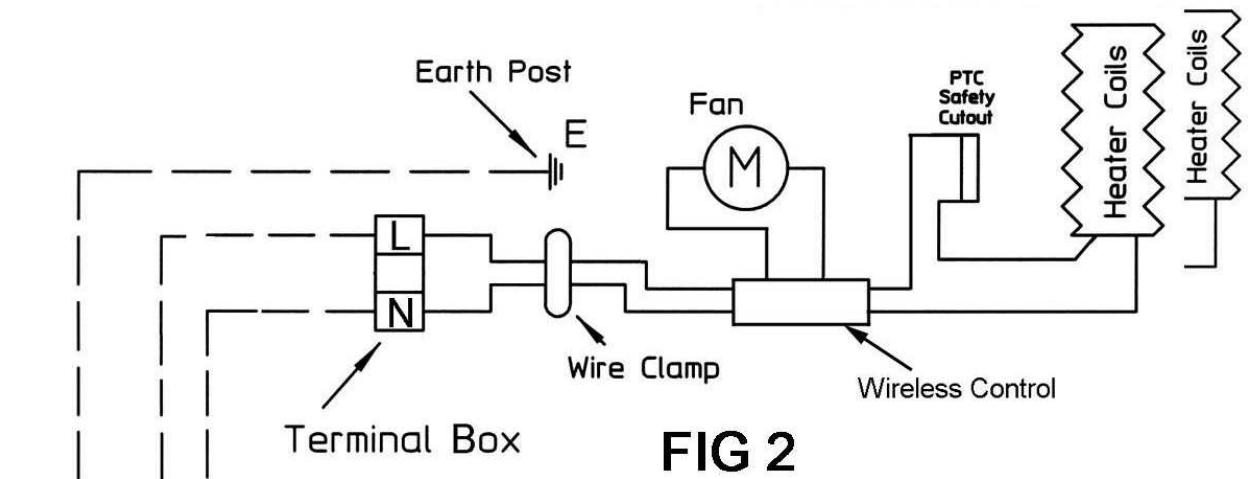 Earth Post
E
Fan
M
PTC
Safety
Cutout
Heater Coils
Heater Coils
L
N
Wire Clamp
Wireless Control
Terminal Box
FIG 2